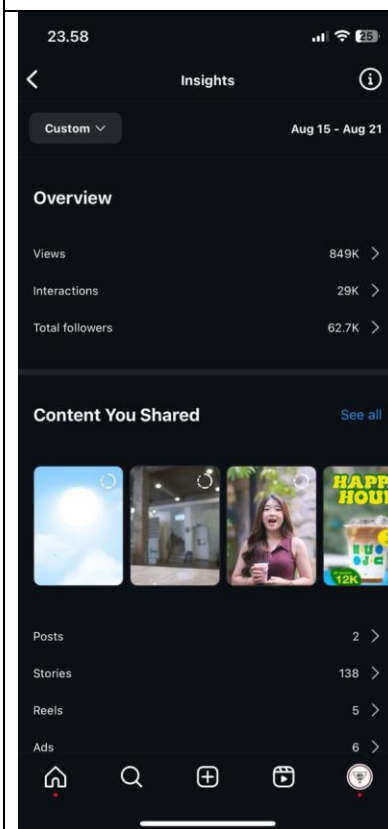 23.58
25
Insights
Custom
Aug 15 - Aug 21
Overview
Views 849K
Interactions 29K
Total followers 62.7K
Content You Shared See all
HAPP
HOU
12K
Posts 2
Stories 138
Reels 5
Ads 6